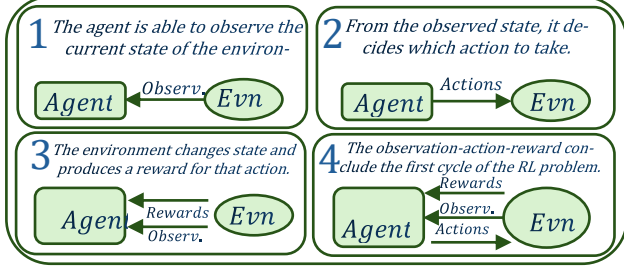 1 The agent is able to observe the
current state of the environ-
Observ.
Agent
Evn
2 From the observed state, it de-
cides which action to take.
Actions
Agent
Evn
3 The environment changes state and
produces a reward for that action.
Agent
Rewards
Observ.
Evn
4 The observation-action-reward con-
clude the first cycle of the RL problem.
Rewards
Observ.
Agent
Actions
Evn